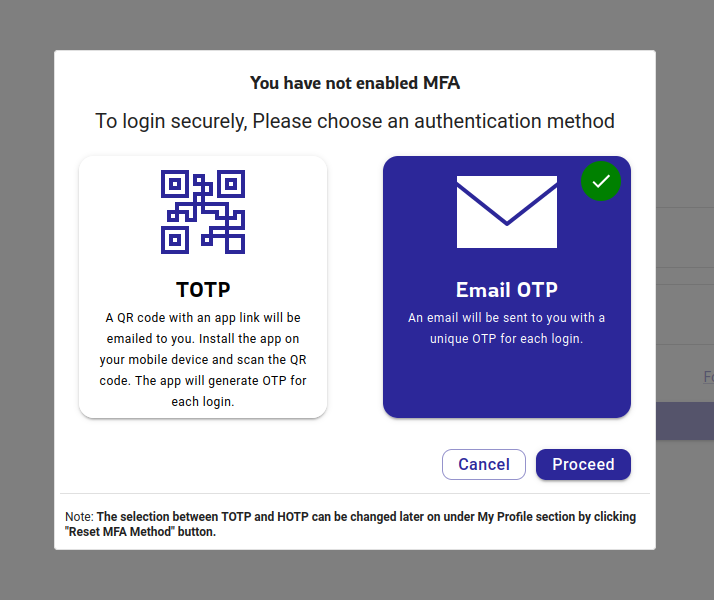 You have not enabled MFA
To login securely, Please choose an authentication method
TOTP
A QR code with an app link will be
emailed to you. Install the app on
your mobile device and scan the QR
code. The app will generate OTP for
each login.
Email OTP
An email will be sent to you with a
unique OTP for each login.
Cancel
Proceed
Note: The selection between TOTP and HOTP can be changed later on under My Profile section by clicking
"Reset MFA Method" button.